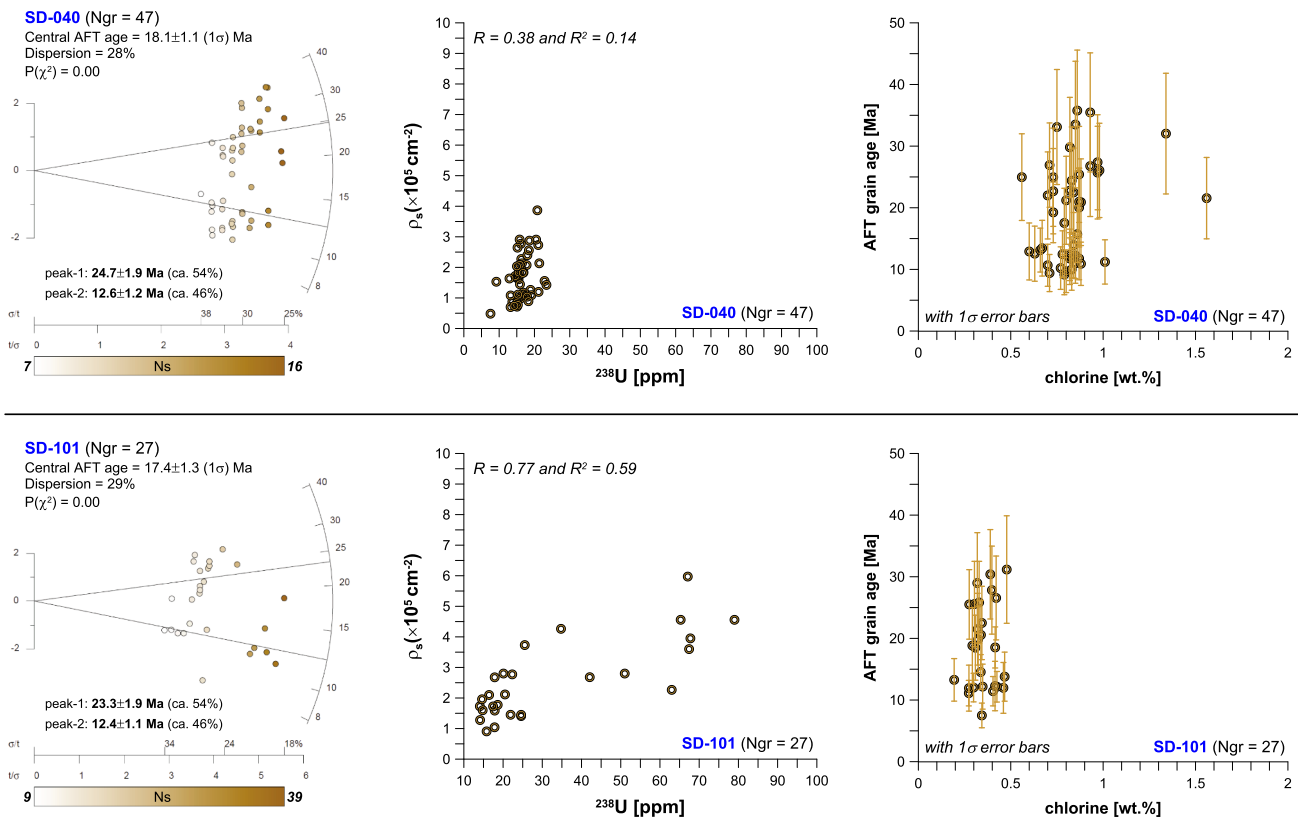 SD-040 (Ngr = 47)
Central AFT age = 18.1±1.1 (1σ) Ma
Dispersion = 28%
P(χ²) = 0.00
40
30
25
20
15
10
8
2
0
-2
peak-1: 24.7±1.9 Ma (ca. 54%)
peak-2: 12.6±1.2 Ma (ca. 46%)
σ/t 38 30 25%
t/σ 0 1 2 3 4
7 Ns 16
R = 0.38 and R² = 0.14
10
9
8
7
6
5
4
3
2
1
0
ρs(×10⁵ cm⁻²)
SD-040 (Ngr = 47)
0 10 20 30 40 50 60 70 80 90 100
²³⁸U [ppm]
50
40
30
20
10
0
AFT grain age [Ma]
with 1σ error bars
SD-040 (Ngr = 47)
0 0.5 1 1.5 2
chlorine [wt.%]
SD-101 (Ngr = 27)
Central AFT age = 17.4±1.3 (1σ) Ma
Dispersion = 29%
P(χ²) = 0.00
40
30
25
20
15
10
8
2
0
-2
peak-1: 23.3±1.9 Ma (ca. 54%)
peak-2: 12.4±1.1 Ma (ca. 46%)
σ/t 34 24 18%
t/σ 0 1 2 3 4 5 6
9 Ns 39
R = 0.77 and R² = 0.59
10
9
8
7
6
5
4
3
2
1
0
ρs(×10⁵ cm⁻²)
SD-101 (Ngr = 27)
10 20 30 40 50 60 70 80 90 100
²³⁸U [ppm]
50
40
30
20
10
0
AFT grain age [Ma]
with 1σ error bars
SD-101 (Ngr = 27)
0 0.5 1 1.5 2
chlorine [wt.%]